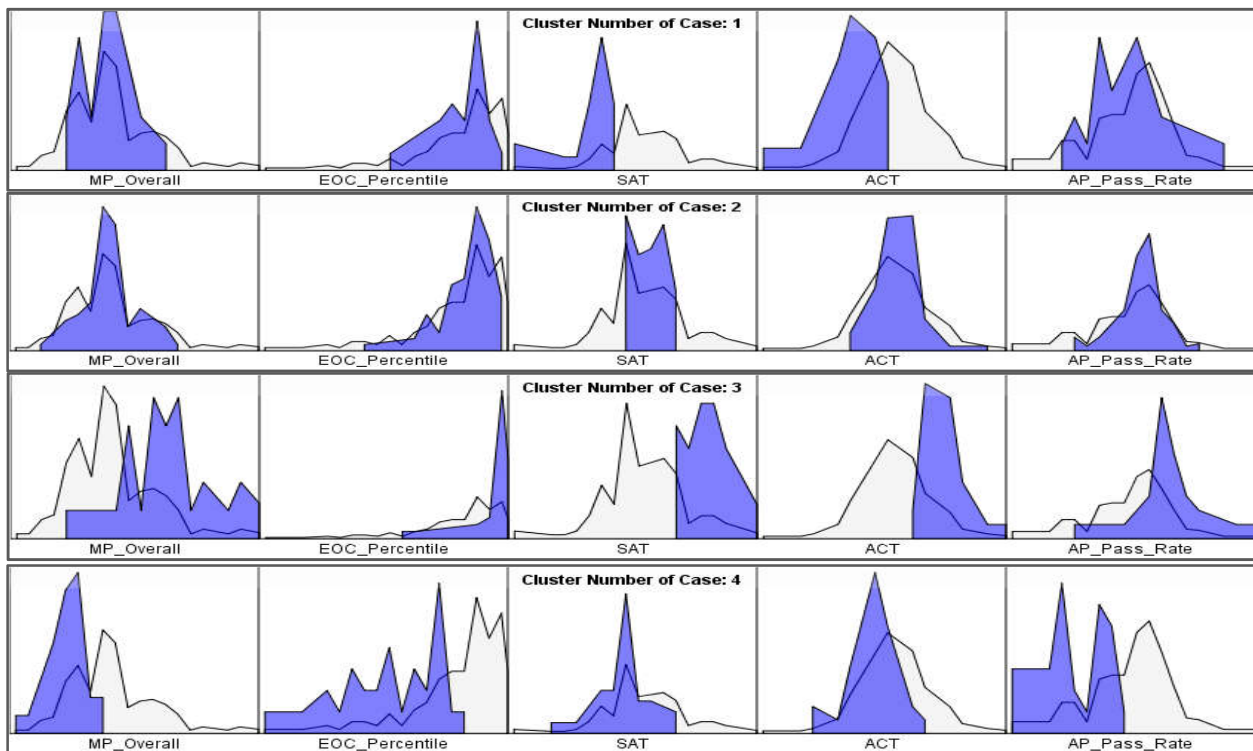 Cluster Number of Case: 1
MP_Overall EOC_Percentile SAT ACT AP_Pass_Rate
Cluster Number of Case: 2
MP_Overall EOC_Percentile SAT ACT AP_Pass_Rate
Cluster Number of Case: 3
MP_Overall EOC_Percentile SAT ACT AP_Pass_Rate
Cluster Number of Case: 4
MP_Overall EOC_Percentile SAT ACT AP_Pass_Rate